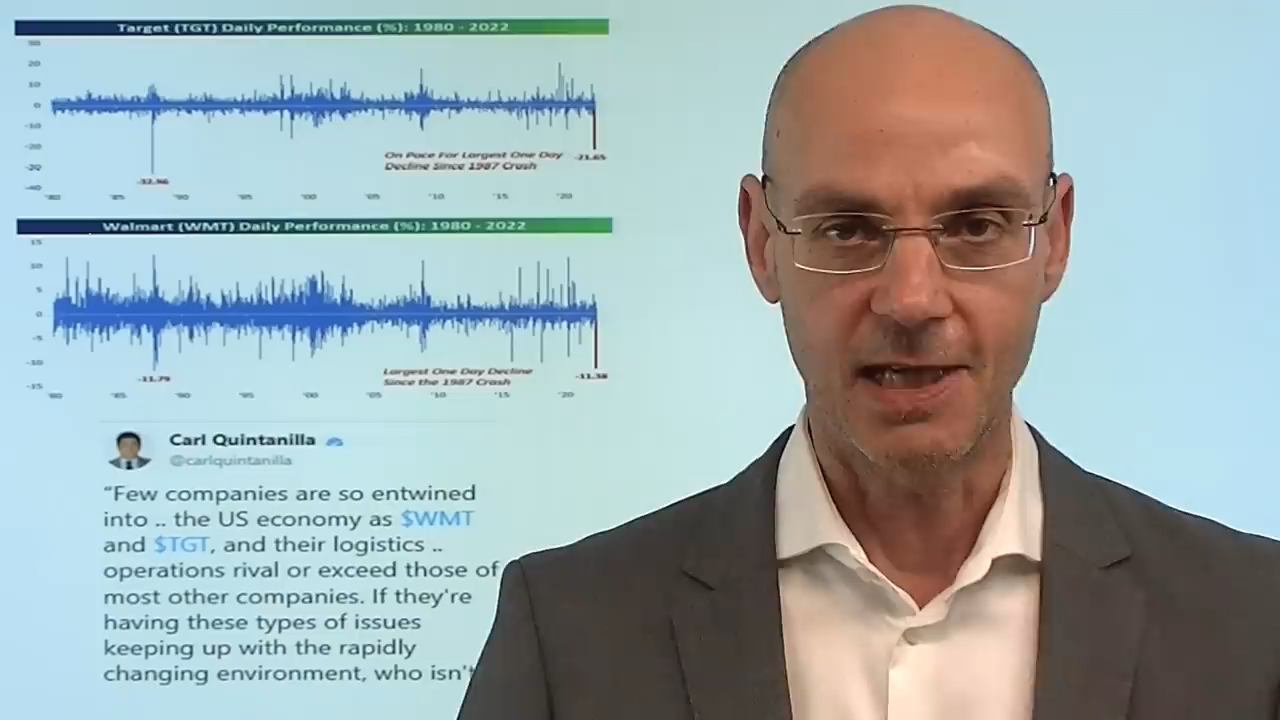 Target (TGT) Daily Performance (%): 1980 - 2022
30
20
10
0
-10
-20
-30
-40
On Pace For Largest One Day
Decline Since 1987 Crash
-21.65
-32.96
'80 '85 '90 '95 '00 '05 '10 '15 '20
Walmart (WMT) Daily Performance (%): 1980 - 2022
15
10
5
0
-5
-10
-15
Largest One Day Decline
Since the 1987 Crash
-11.79
-11.38
'80 '85 '90 '95 '00 '05 '10 '15 '20
Carl Quintanilla
@carlquintanilla
“Few companies are so entwined
into .. the US economy as $WMT
and $TGT, and their logistics ..
operations rival or exceed those of
most other companies. If they're
having these types of issues
keeping up with the rapidly
changing environment, who isn't